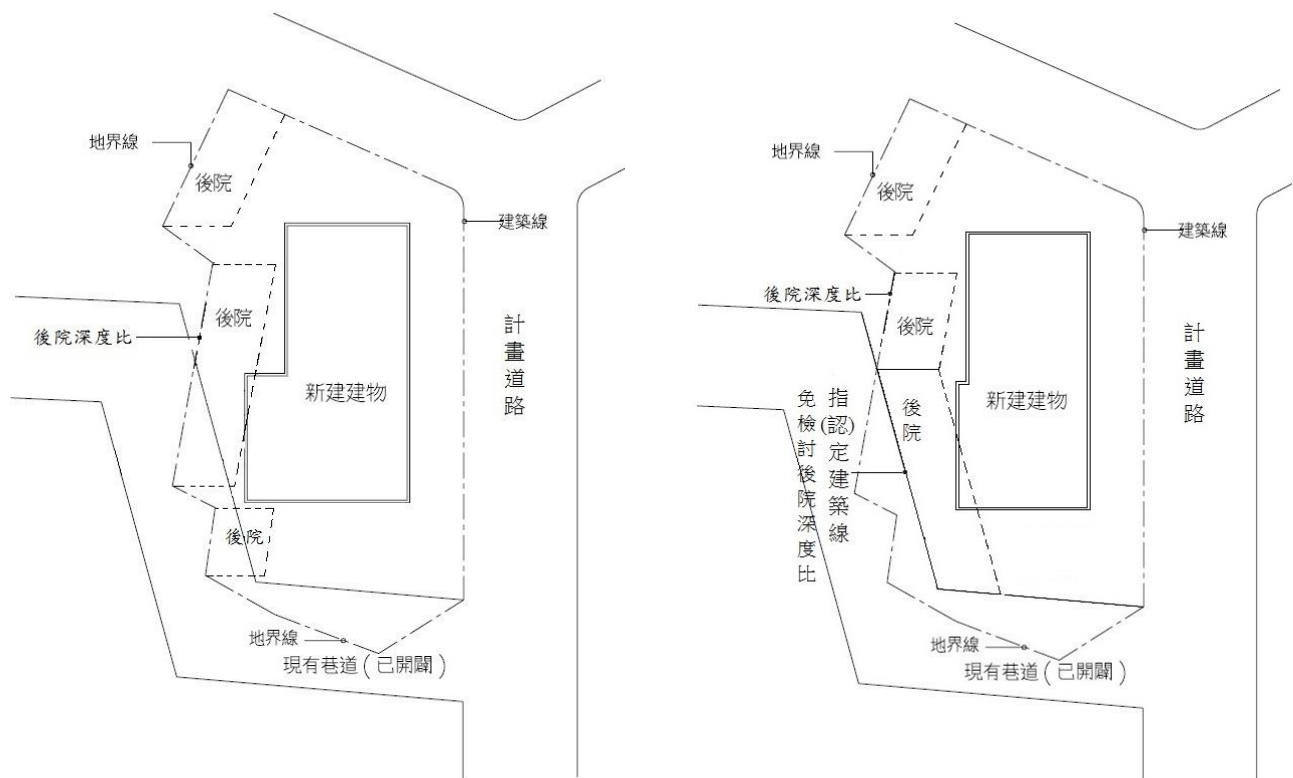 地界線
後院
建築線
後院
後院深度比
計畫道路
新建建物
後院
地界線
現有巷道(已開闢)
地界線
後院
建築線
後院深度比
後院
計畫道路
新建建物
後院
指(認)定建築線
免檢討後院深度比
地界線
現有巷道(已開闢)